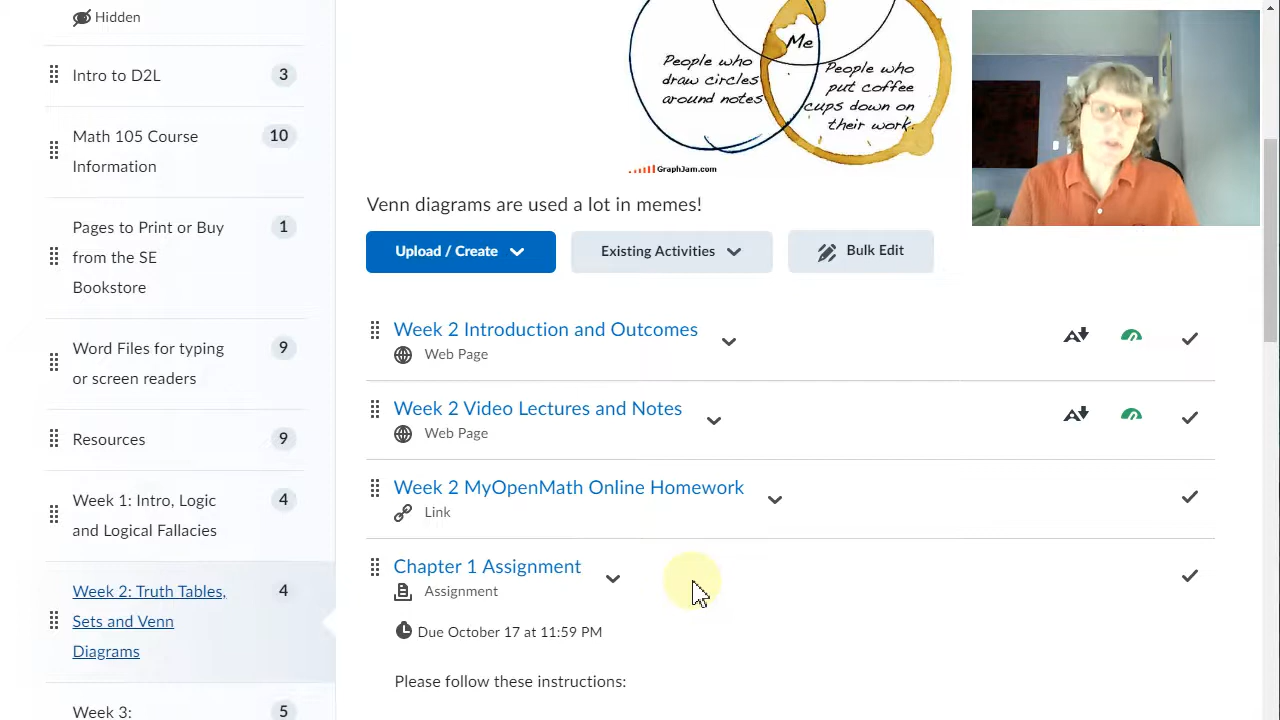 Hidden
Intro to D2L
3
Math 105 Course
Information
10
Pages to Print or Buy
from the SE
Bookstore
1
Word Files for typing
or screen readers
9
Resources
9
Week 1: Intro, Logic
and Logical Fallacies
4
Week 2: Truth Tables,
Sets and Venn
Diagrams
4
Week 3:
5
Me
People who
draw circles
around notes
People who
put coffee
cups down on
their work.
GraphJam.com
Venn diagrams are used a lot in memes!
Upload / Create
Existing Activities
Bulk Edit
Week 2 Introduction and Outcomes
Web Page
Week 2 Video Lectures and Notes
Web Page
Week 2 MyOpenMath Online Homework
Link
Chapter 1 Assignment
Assignment
Due October 17 at 11:59 PM
Please follow these instructions: